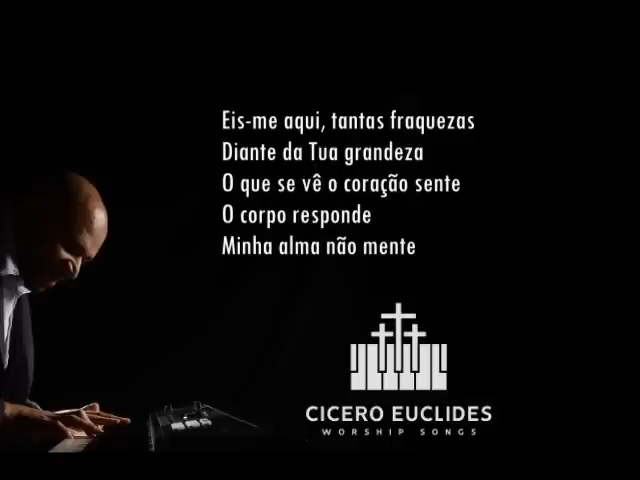 Eis-me aqui, tantas fraquezas
Diante da Tua grandeza
O que se vê o coração sente
O corpo responde
Minha alma não mente
CICERO EUCLIDES
WORSHIP SONGS